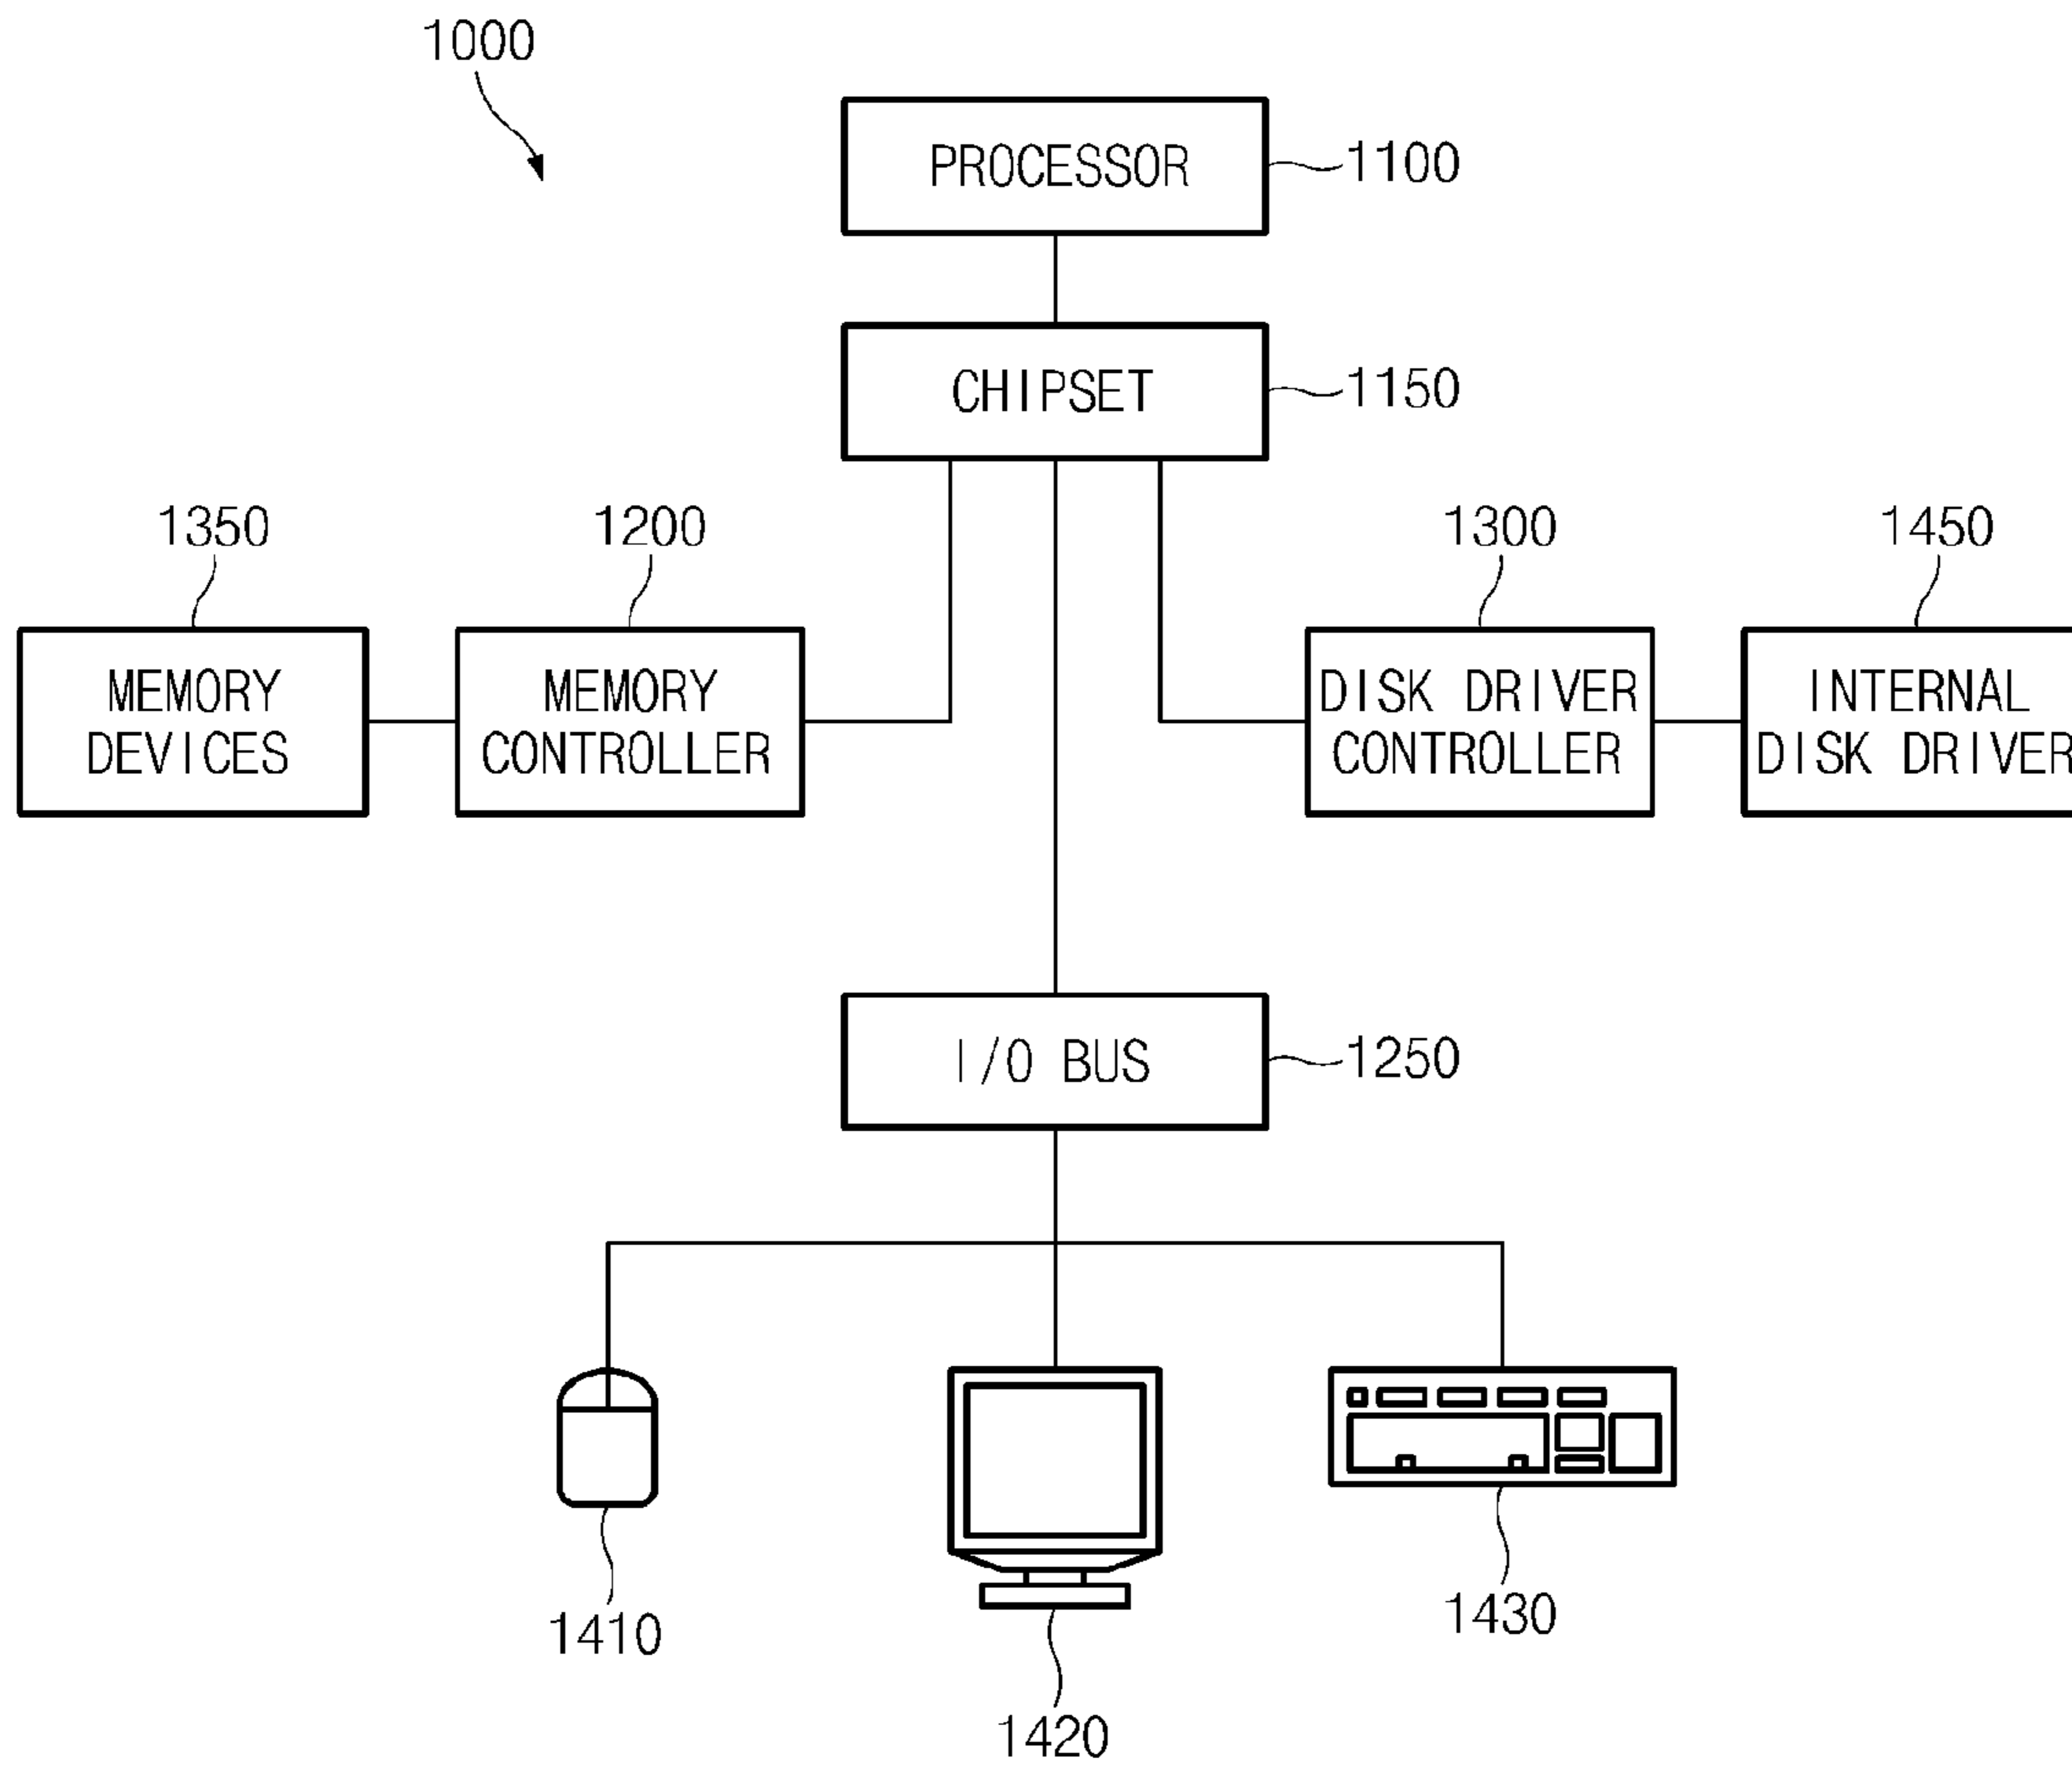 1000
PROCESSOR
1100
CHIPSET
1150
1350
1200
1300
1450
MEMORY
DEVICES
MEMORY
CONTROLLER
DISK DRIVER
CONTROLLER
INTERNAL
DISK DRIVER
I/O BUS
1250
1410
1420
1430